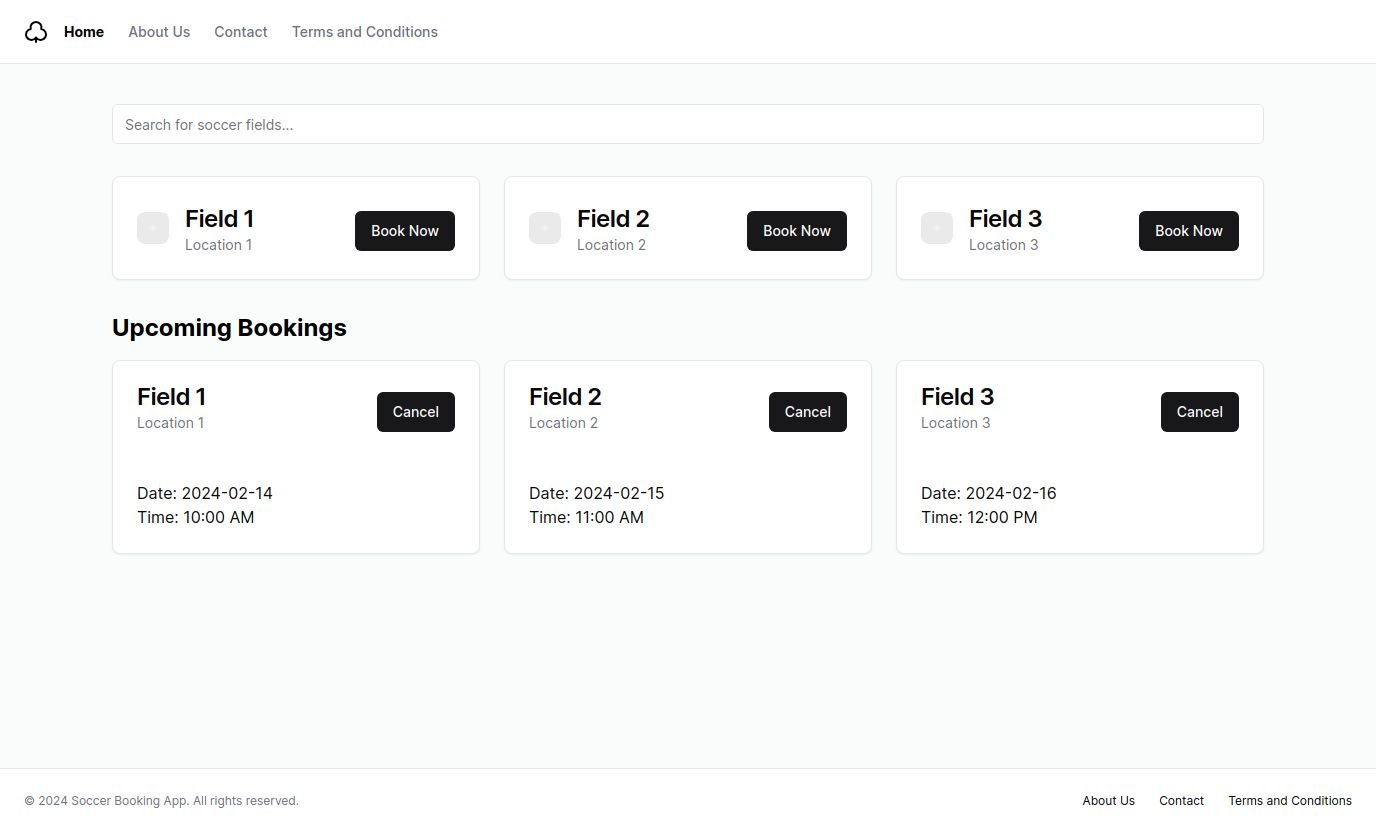 Home About Us Contact Terms and Conditions
Search for soccer fields...
Field 1
Location 1
Book Now
Field 2
Location 2
Book Now
Field 3
Location 3
Book Now
Upcoming Bookings
Field 1
Location 1
Cancel
Date: 2024-02-14
Time: 10:00 AM
Field 2
Location 2
Cancel
Date: 2024-02-15
Time: 11:00 AM
Field 3
Location 3
Cancel
Date: 2024-02-16
Time: 12:00 PM
© 2024 Soccer Booking App. All rights reserved.
About Us Contact Terms and Conditions